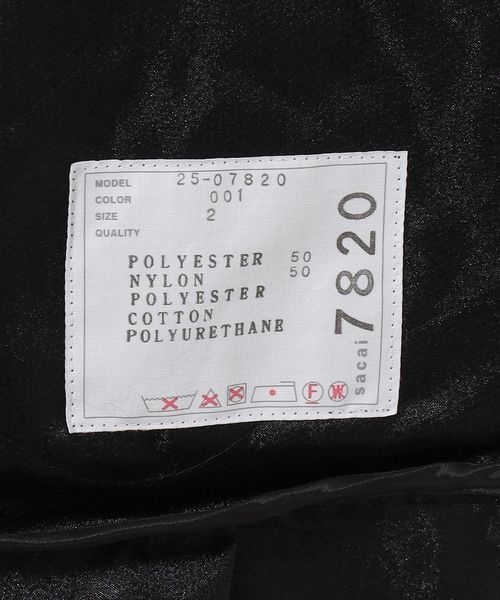 MODEL 25-07820
COLOR 001
SIZE 2
QUALITY
POLYESTER 50
NYLON 50
POLYESTER
COTTON
POLYURETHANE
sacai 7820
F
W